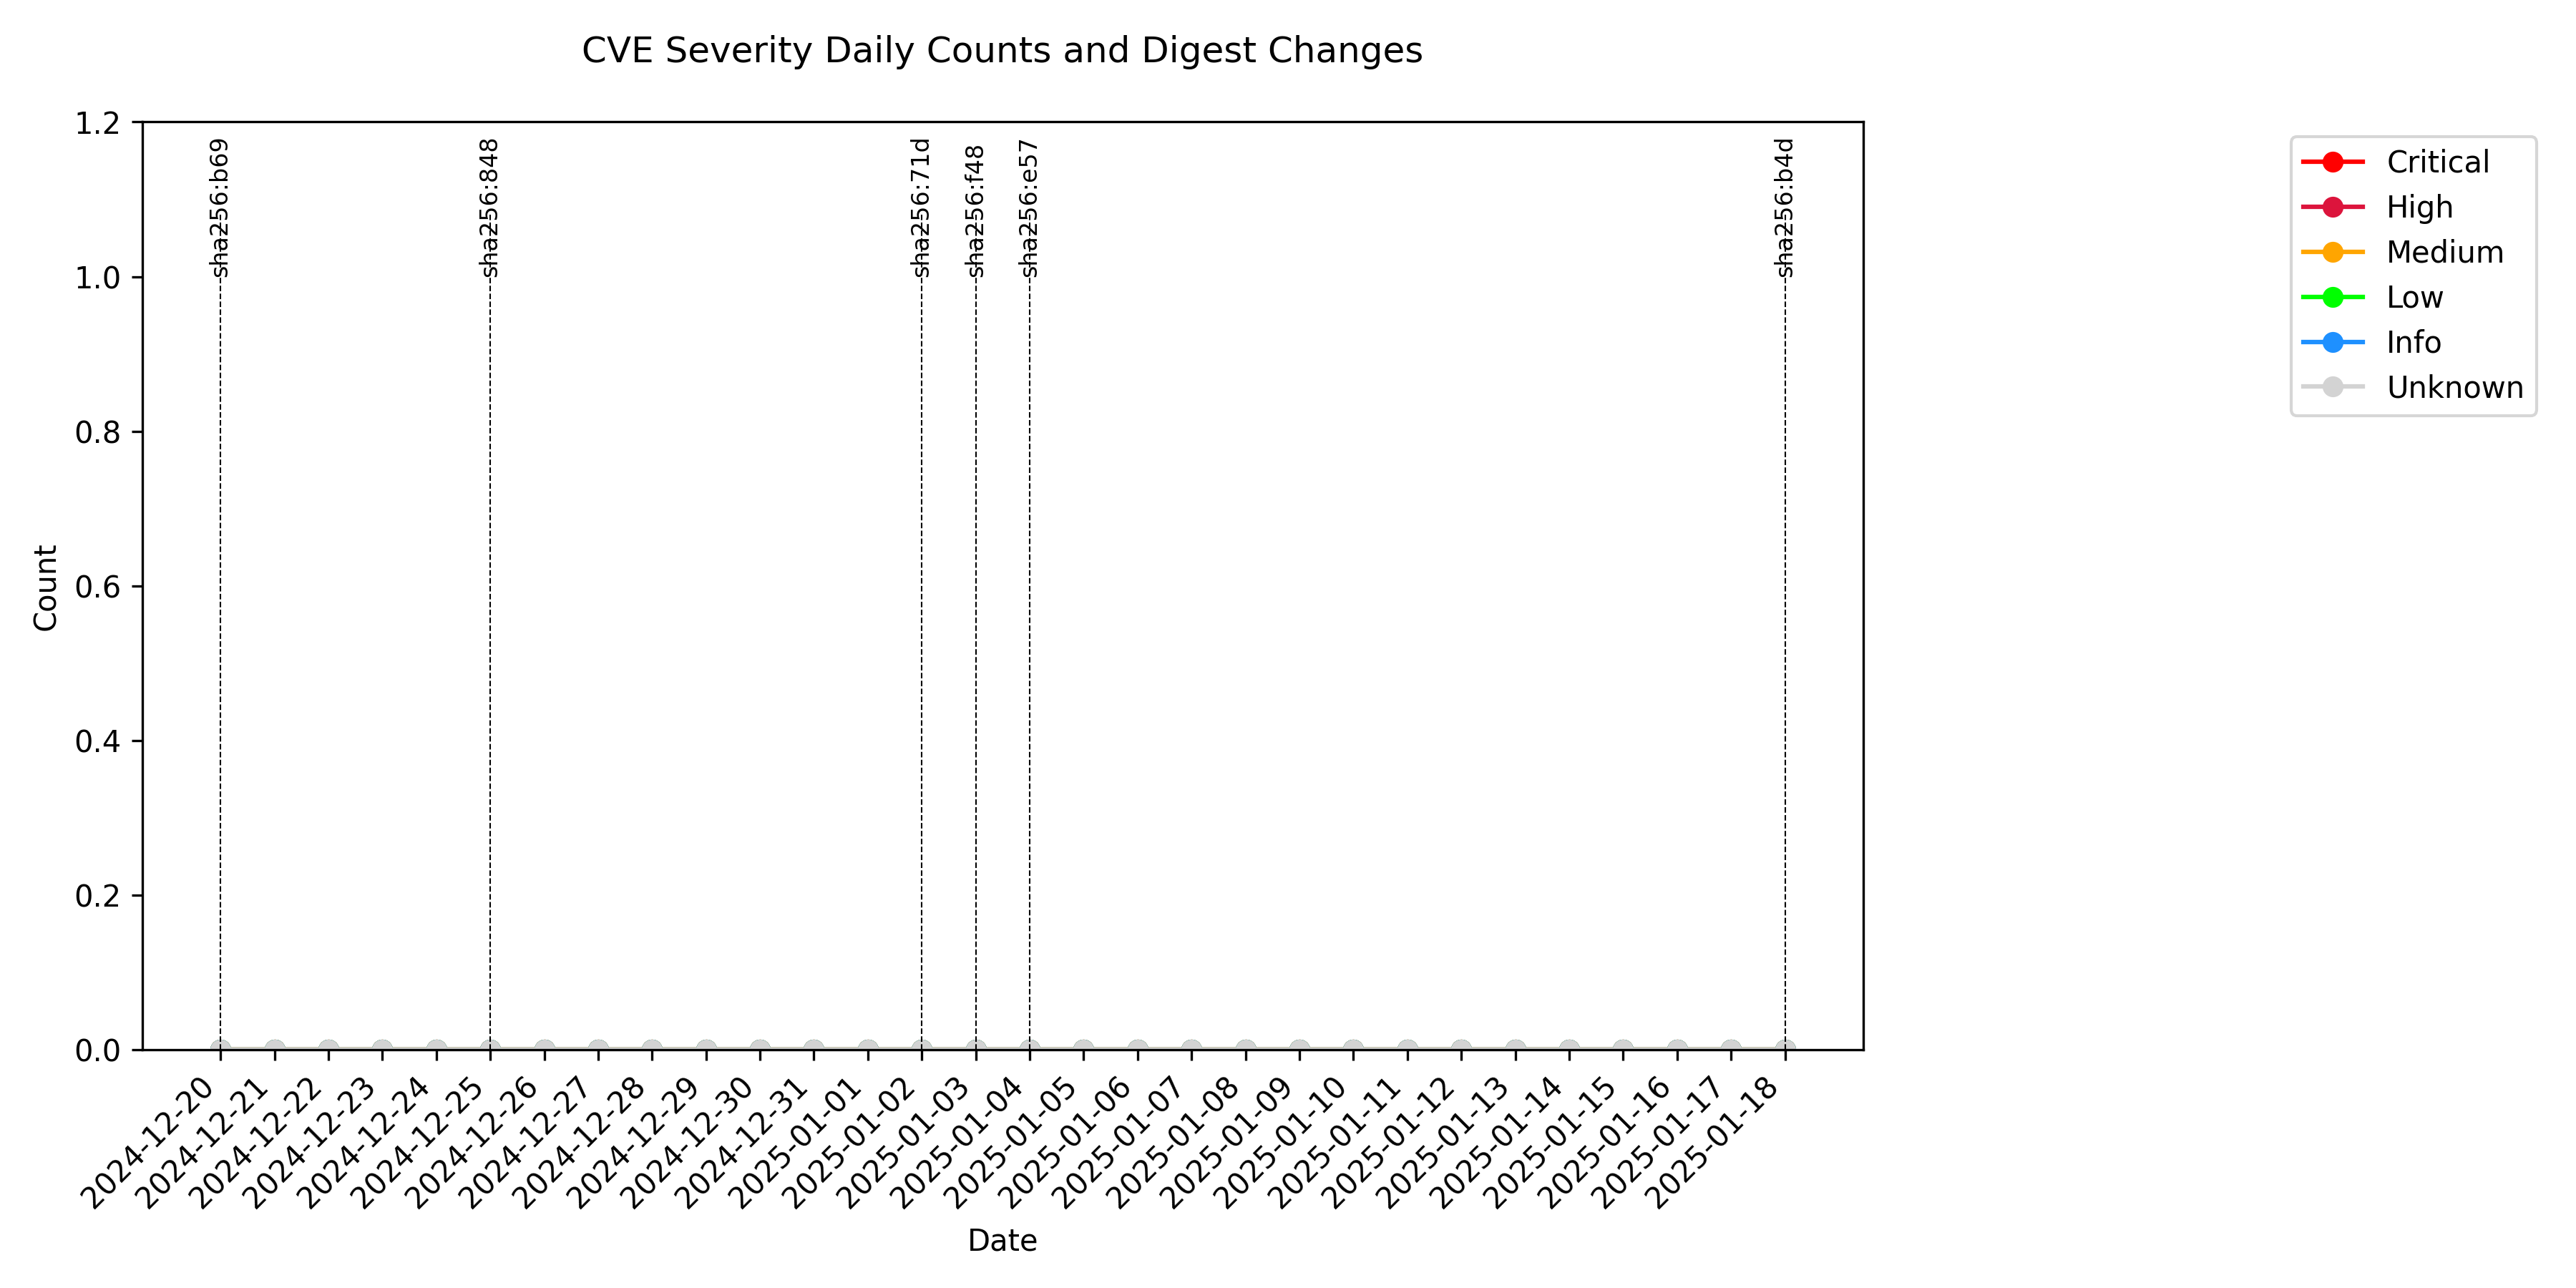 CVE Severity Daily Counts and Digest Changes
1.2
1.0
0.8
0.6
0.4
0.2
0.0
Count
sha256:b69
sha256:848
sha256:71d
sha256:f48
sha256:e57
sha256:b4d
Critical
High
Medium
Low
Info
Unknown
2024-12-20
2024-12-21
2024-12-22
2024-12-23
2024-12-24
2024-12-25
2024-12-26
2024-12-27
2024-12-28
2024-12-29
2024-12-30
2024-12-31
2025-01-01
2025-01-02
2025-01-03
2025-01-04
2025-01-05
2025-01-06
2025-01-07
2025-01-08
2025-01-09
2025-01-10
2025-01-11
2025-01-12
2025-01-13
2025-01-14
2025-01-15
2025-01-16
2025-01-17
2025-01-18
Date